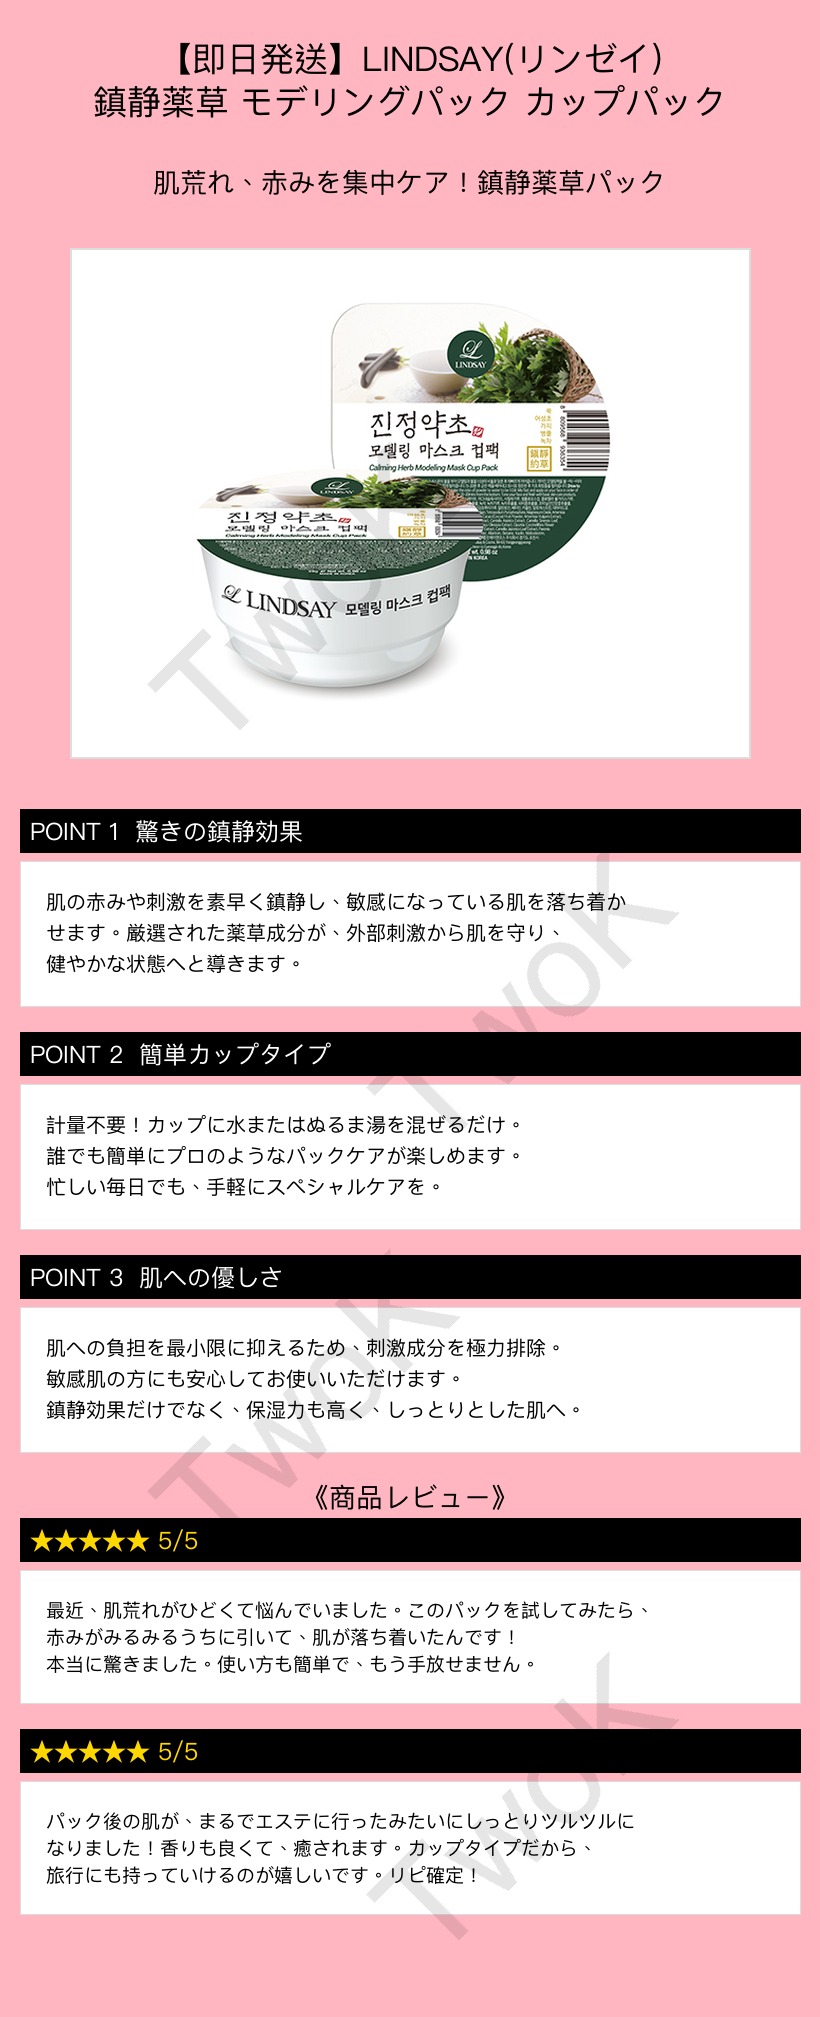 【即日発送】LINDSAY(リンゼイ)
鎮静薬草 モデリングパック カップパック
肌荒れ、赤みを集中ケア！鎮静薬草パック
LINDSAY
진정약초
모델링 마스크 컵팩
Calming Herb Modeling Mask Cup Pack
쑥
어성초
가지
병풀
녹차
鎮靜
約草
LINDSAY
진정약초
모델링 마스크 컵팩
Calming Herb Modeling Mask Cup Pack
LINDSAY 모델링 마스크 컵팩
TwoK
POINT 1 驚きの鎮静効果
肌の赤みや刺激を素早く鎮静し、敏感になっている肌を落ち着か
せます。厳選された薬草成分が、外部刺激から肌を守り、
健やかな状態へと導きます。
TwoK
POINT 2 簡単カップタイプ
計量不要！カップに水またはぬるま湯を混ぜるだけ。
誰でも簡単にプロのようなパックケアが楽しめます。
忙しい毎日でも、手軽にスペシャルケアを。
POINT 3 肌への優しさ
肌への負担を最小限に抑えるため、刺激成分を極力排除。
敏感肌の方にも安心してお使いいただけます。
鎮静効果だけでなく、保湿力も高く、しっとりとした肌へ。
TwoK
《商品レビュー》
★★★★★ 5/5
最近、肌荒れがひどくて悩んでいました。このパックを試してみたら、
赤みがみるみるうちに引いて、肌が落ち着いたんです！
本当に驚きました。使い方も簡単で、もう手放せません。
★★★★★ 5/5
TwoK
パック後の肌が、まるでエステに行ったみたいにしっとりツルツルに
なりました！香りも良くて、癒されます。カップタイプだから、
旅行にも持っていけるのが嬉しいです。リピ確定！